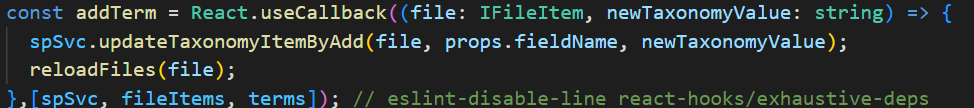 const addTerm = React.useCallback((file: IFileItem, newTaxonomyValue: string) => {
spSvc.updateTaxonomyItemByAdd(file, props.fieldName, newTaxonomyValue);
reloadFiles(file);
},[spSvc, fileItems, terms]); // eslint-disable-line react-hooks/exhaustive-deps